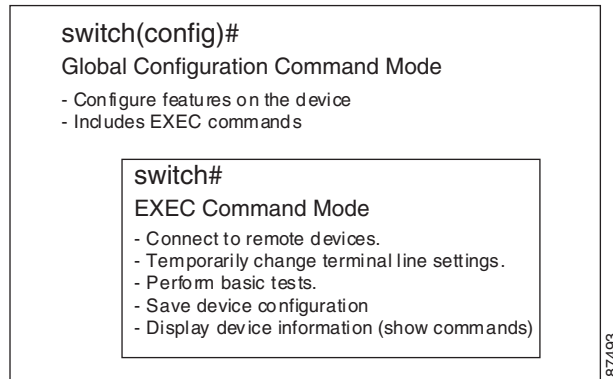 switch(config)#
Global Configuration Command Mode
- Configure features on the device
- Includes EXEC commands
switch#
EXEC Command Mode
- Connect to remote devices.
- Temporarily change terminal line settings.
- Perform basic tests.
- Save device configuration
- Display device information (show commands)
87493